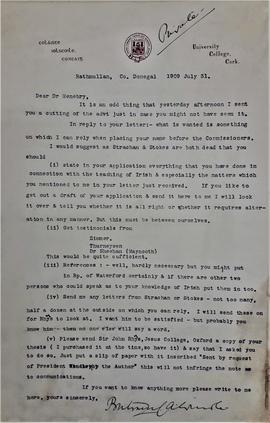 Private
University
College,
Cork.
Rathmullan, Co. Donegal 1909 July 31.
Dear Dr Henebry,
It is an odd thing that yesterday afternoon I sent
you a cutting of the advt just in case you might not have seen it.
In reply to your letter:- what is wanted is something
on which I can rely when placing your name before the Commissioners.
I would suggest as Strachan & Stokes are both dead that you
should
(i) state in your application everything that you have done in
connection with the teaching of Irish & especially the matters which
you mentioned to me in your letter just received. If you like to
get out a draft of your application & send it here to me I will look
it over & tell you whether it is all right or whether it requires alter-
ation in any manner. But this must be between ourselves.
(ii) Get testimonials from
Zimmer,
Thurneysen
Dr Sheehan (Maynooth)
This would be quite sufficient.
(iii) References :- well, hardly necessary but you might put
in Bp. of Waterford certainly & if there are other two
persons who could speak as to your knowledge of Irish put them in too.
(iv) Send me any letters from Strachan or Stokes - not too many,
half a dozen at the outside on which you can rely. I will send these on
for Rhŷs to look at, I want him to be satisfied - but probably you
know him- then no one else will say a word.
(v) Please send Sir John Rhŷs, Jesus College, Oxford a copy of your
thesis ( I purchased it at the time, so have it) & say that I asked you
to do so. Just put a slip of paper with it inscribed "Sent by request
of President Windle by the Author" this will not infringe the notes as
to communications.
If you want to know anything more please write to me
here, yours sincerely,
Bertram C A Windle